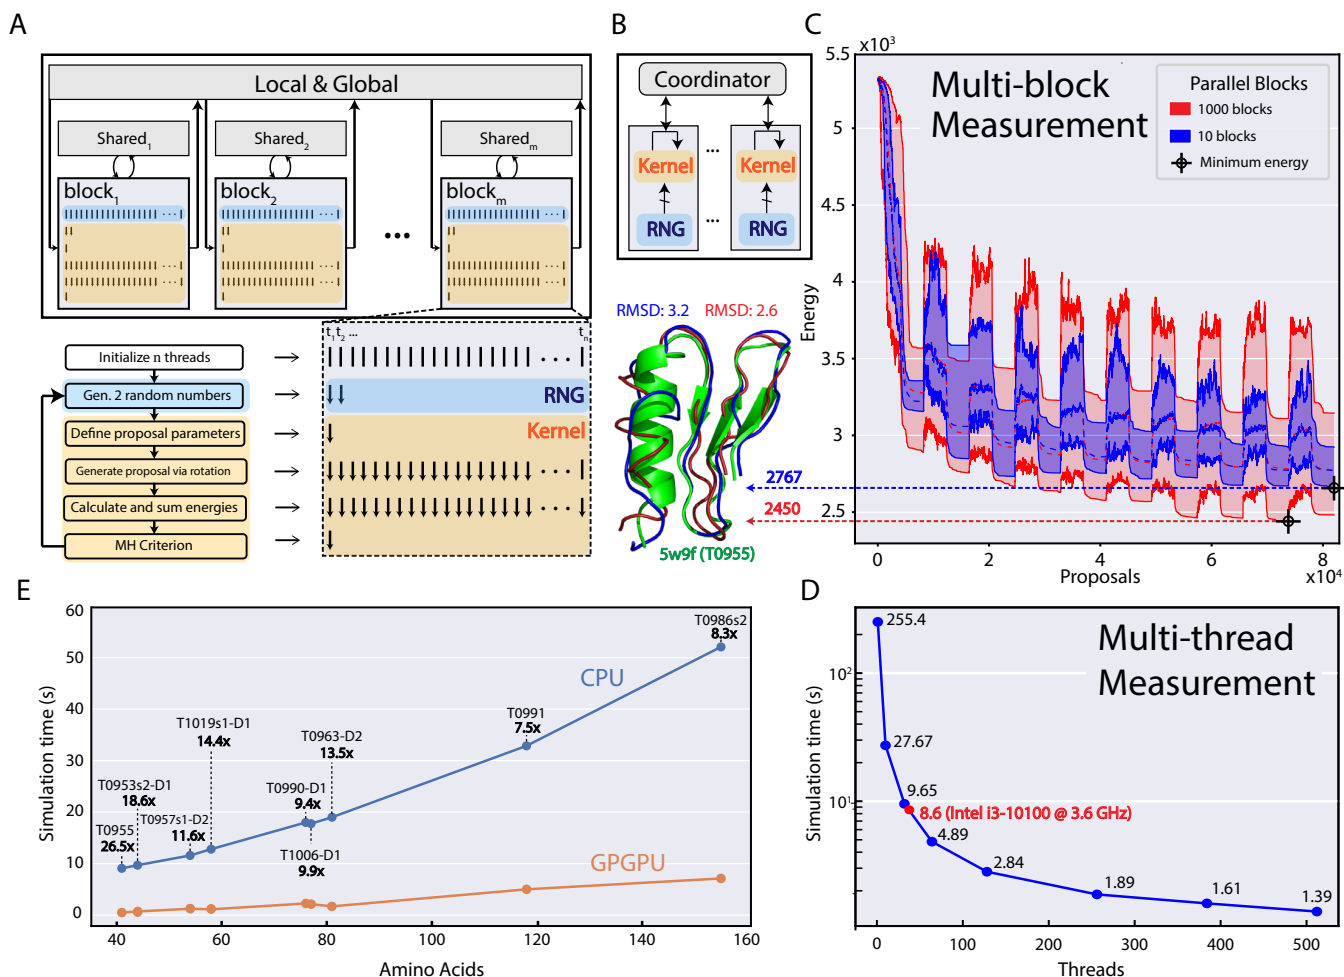 A
Local & Global
Shared1
Shared2
Sharedm
block1
block2
blockm
...
t1 t2 ...
tn
Initialize n threads
Gen. 2 random numbers
Define proposal parameters
Generate proposal via rotation
Calculate and sum energies
MH Criterion
RNG
Kernel
B
Coordinator
Kernel
...
Kernel
RNG
...
RNG
RMSD: 3.2
RMSD: 2.6
2767
2450
5w9f (T0955)
C
×10³
Multi-block
Measurement
Parallel Blocks
1000 blocks
10 blocks
Minimum energy
5.5
5
4.5
4
3.5
3
2.5
Energy
0
2
4
6
8
Proposals
×10⁴
E
60
50
40
30
20
10
0
Simulation time (s)
T0955
26.5x
T0953s2-D1
18.6x
T0957s1-D2
11.6x
T1019s1-D1
14.4x
T0990-D1
9.4x
T1006-D1
9.9x
T0963-D2
13.5x
T0991
7.5x
T0986s2
8.3x
CPU
GPGPU
40
60
80
100
120
140
160
Amino Acids
D
Multi-thread
Measurement
10²
10¹
Simulation time (s)
255.4
27.67
9.65
8.6 (Intel i3-10100 @ 3.6 GHz)
4.89
2.84
1.89
1.61
1.39
0
100
200
300
400
500
Threads